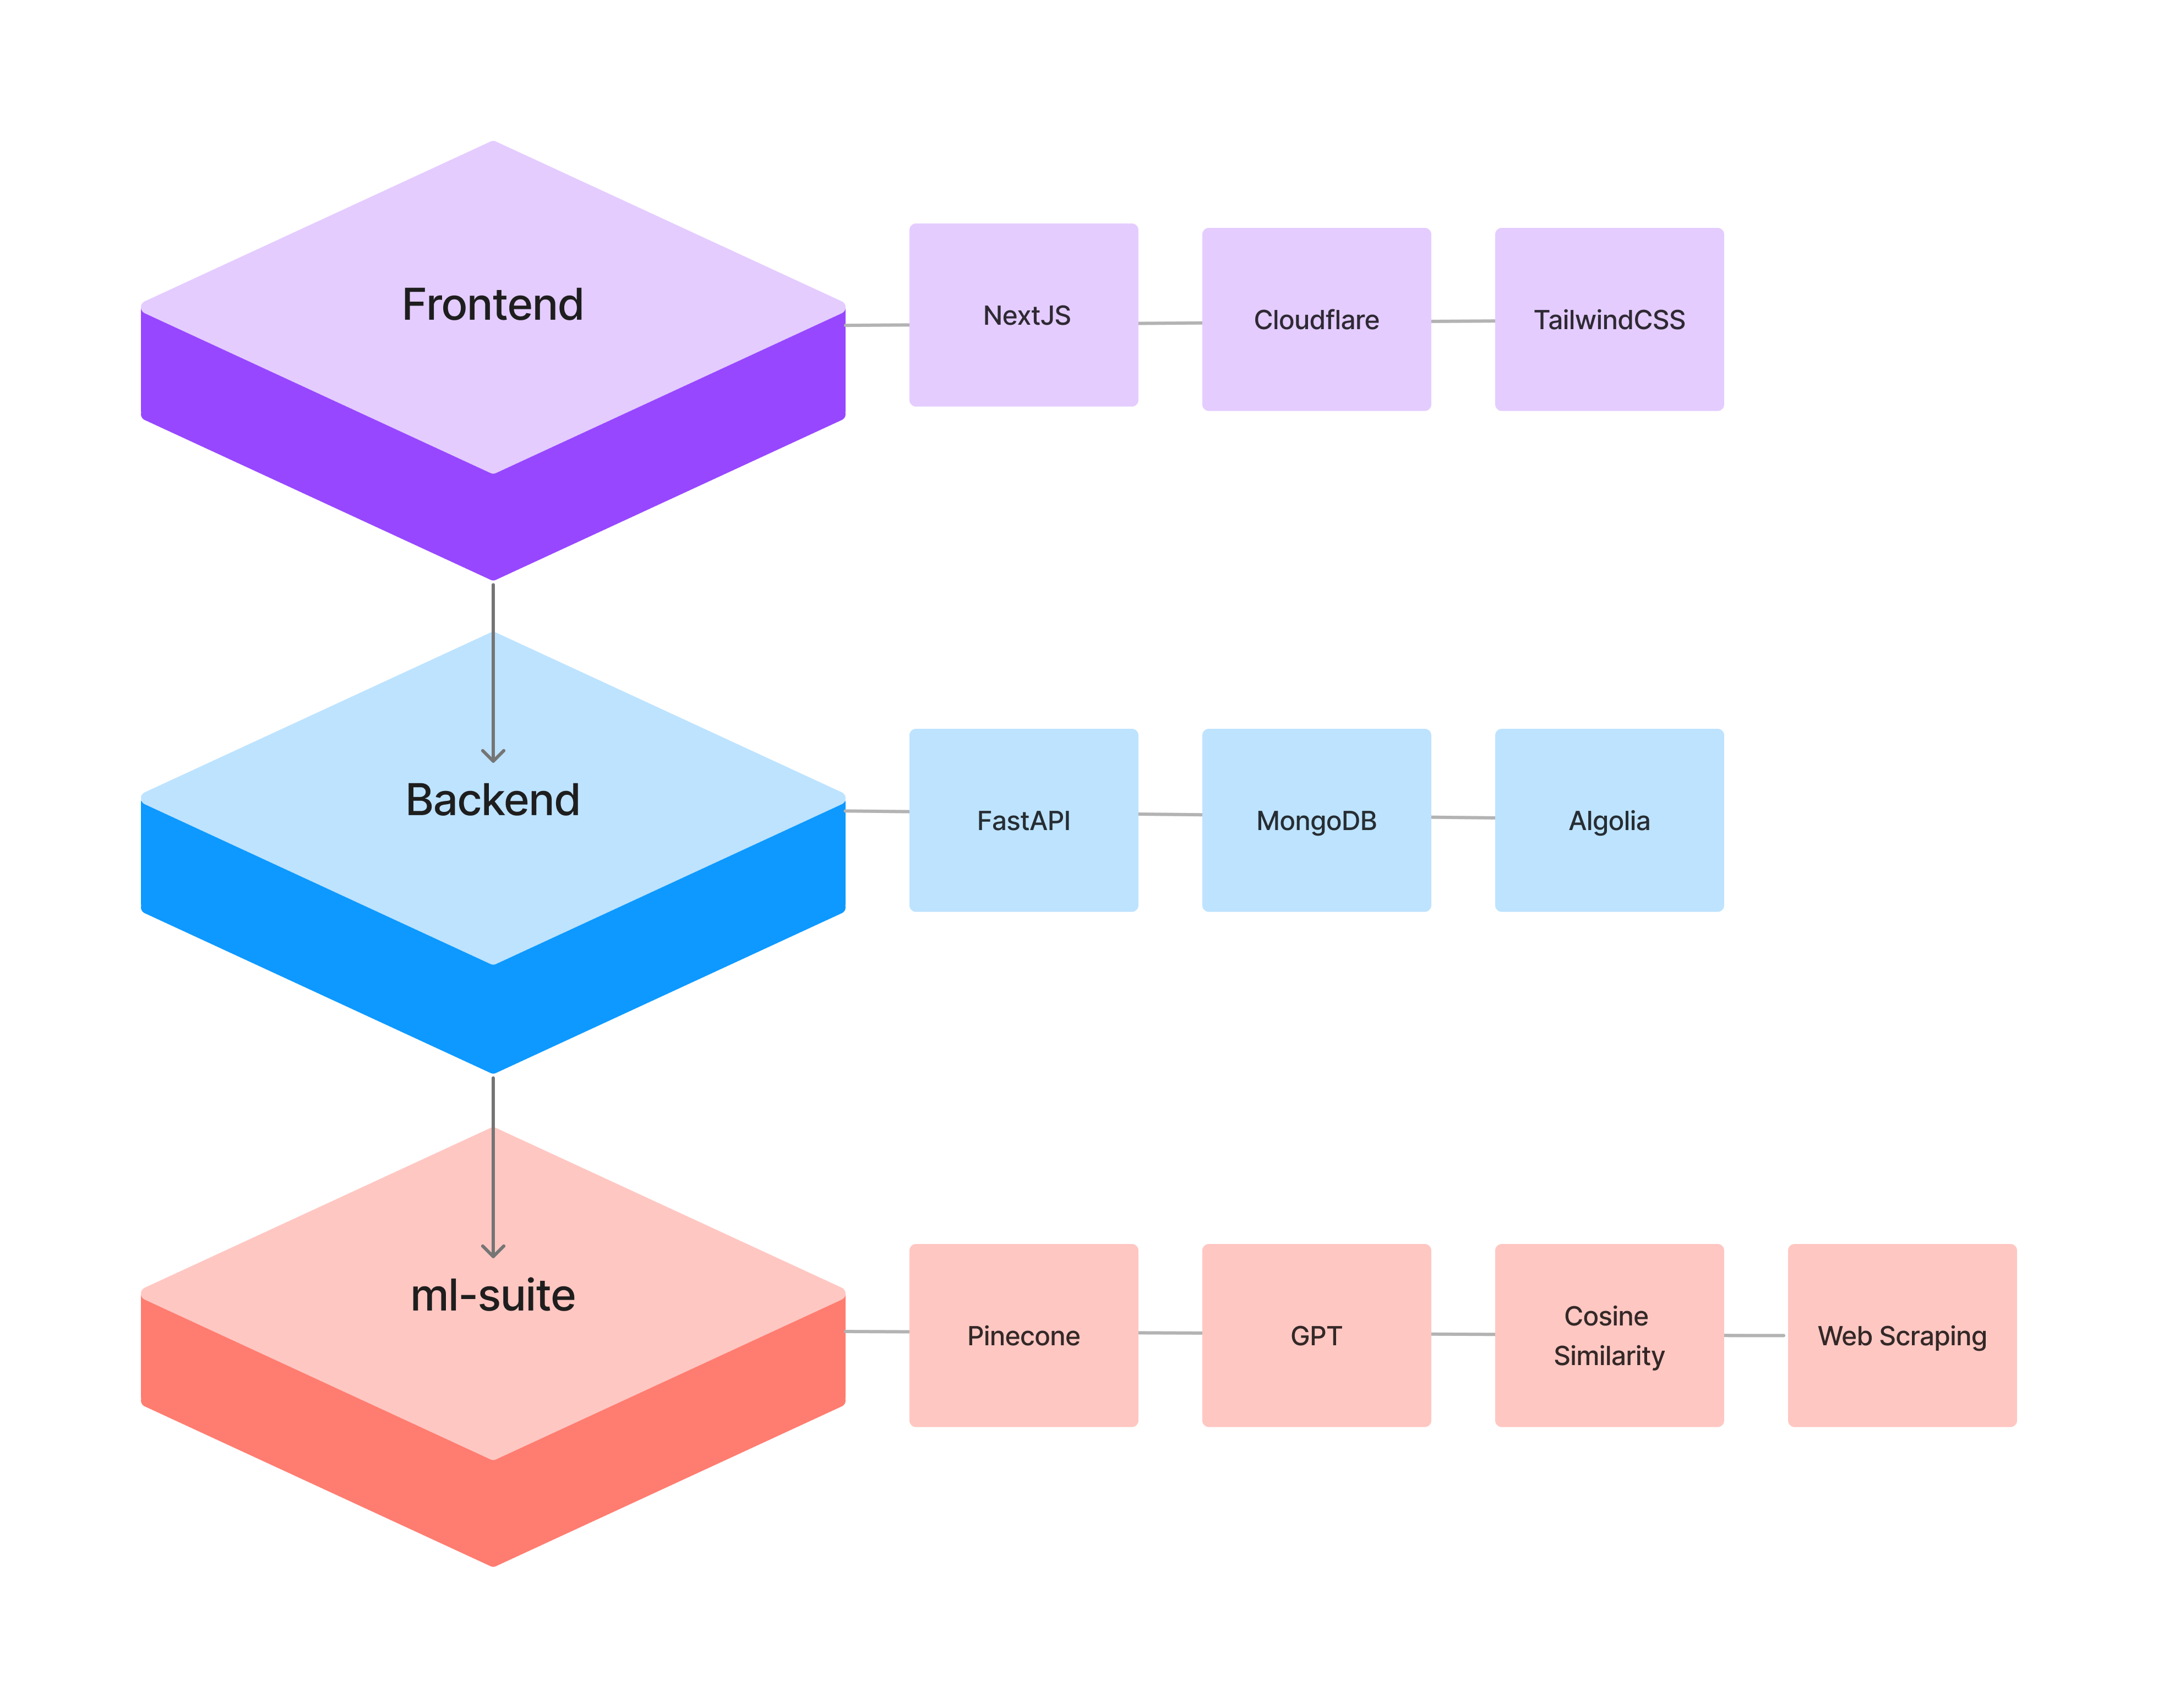 Frontend
NextJS
Cloudflare
TailwindCSS
Backend
FastAPI
MongoDB
Algolia
ml-suite
Pinecone
GPT
Cosine
Similarity
Web Scraping